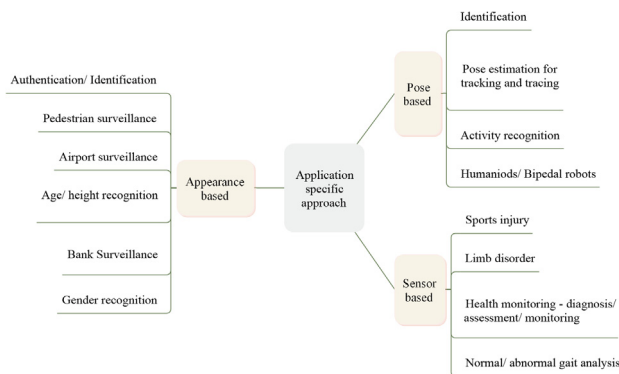 Authentication/ Identification
Pedestrian surveillance
Airport surveillance
Age/ height recognition
Bank Surveillance
Gender recognition
Appearance
based
Application
specific
approach
Pose
based
Identification
Pose estimation for
tracking and tracing
Activity recognition
Humaniods/ Bipedal robots
Sensor
based
Sports injury
Limb disorder
Health monitoring - diagnosis/
assessment/ monitoring
Normal/ abnormal gait analysis